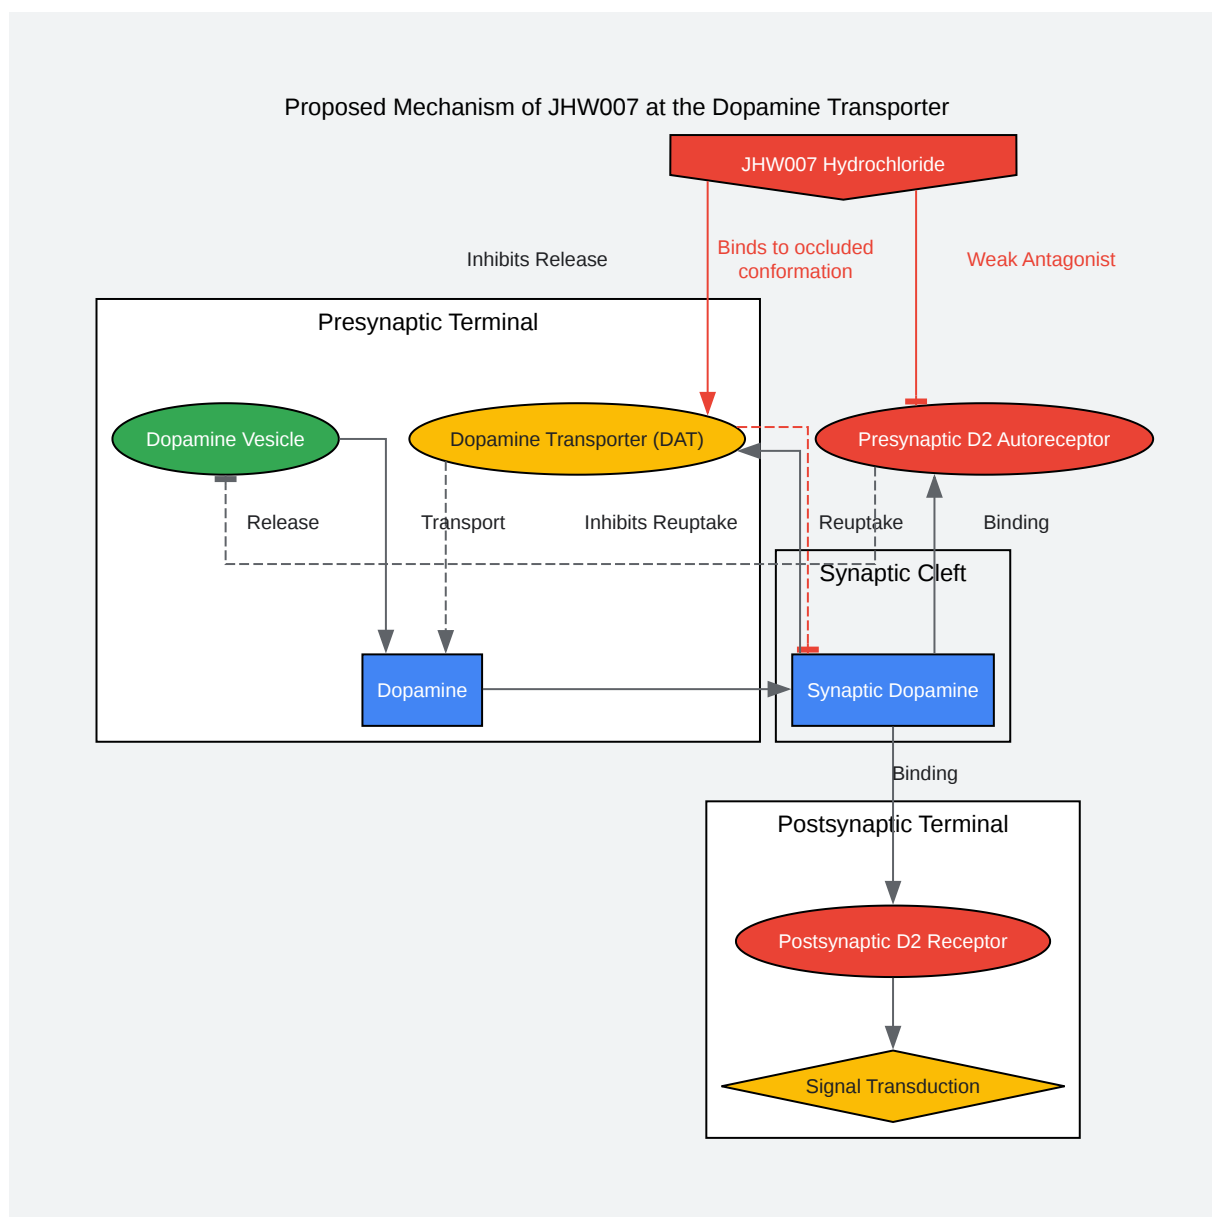 Proposed Mechanism of JHW007 at the Dopamine Transporter
JHW007 Hydrochloride
Inhibits Release
Binds to occluded
conformation
Weak Antagonist
Presynaptic Terminal
Dopamine Vesicle
Dopamine Transporter (DAT)
Presynaptic D2 Autoreceptor
Release
Transport
Inhibits Reuptake
Reuptake
Binding
Synaptic Cleft
Dopamine
Synaptic Dopamine
Binding
Postsynaptic Terminal
Postsynaptic D2 Receptor
Signal Transduction